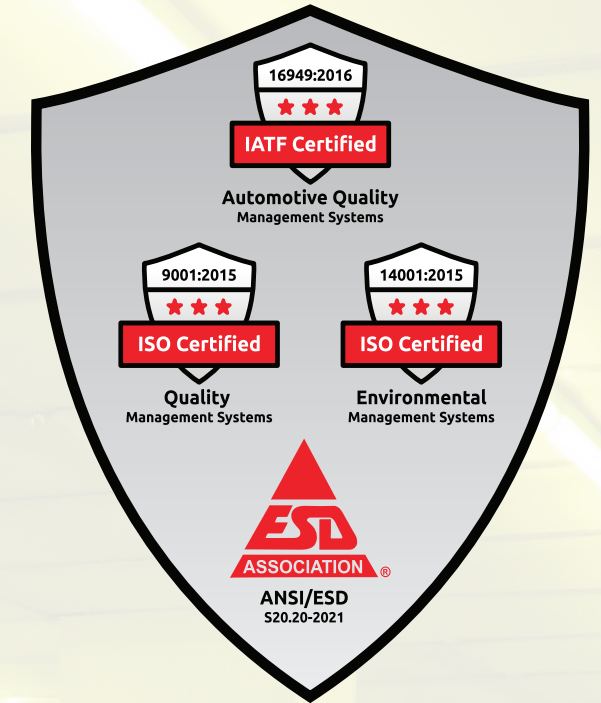 16949:2016
IATF Certified
Automotive Quality
Management Systems
9001:2015
ISO Certified
Quality
Management Systems
14001:2015
ISO Certified
Environmental
Management Systems
ESD
ASSOCIATION ®
ANSI/ESD
S20.20-2021